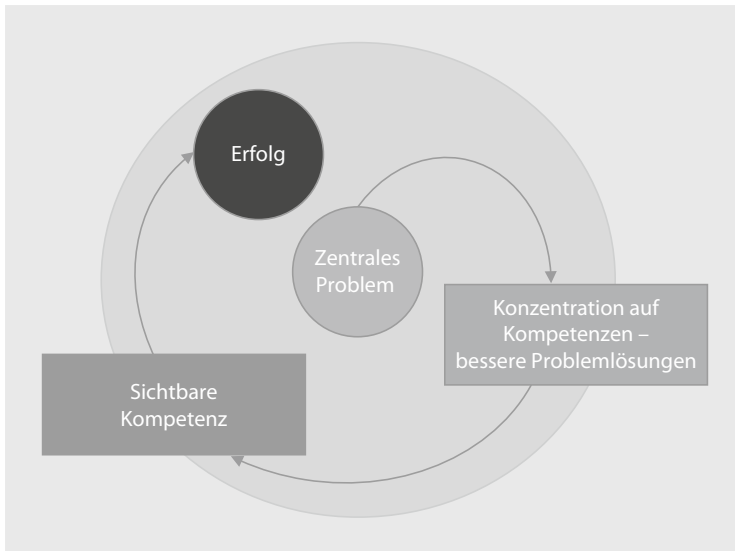 Erfolg
Zentrales
Problem
Konzentration auf
Kompetenzen –
bessere Problemlösungen
Sichtbare
Kompetenz